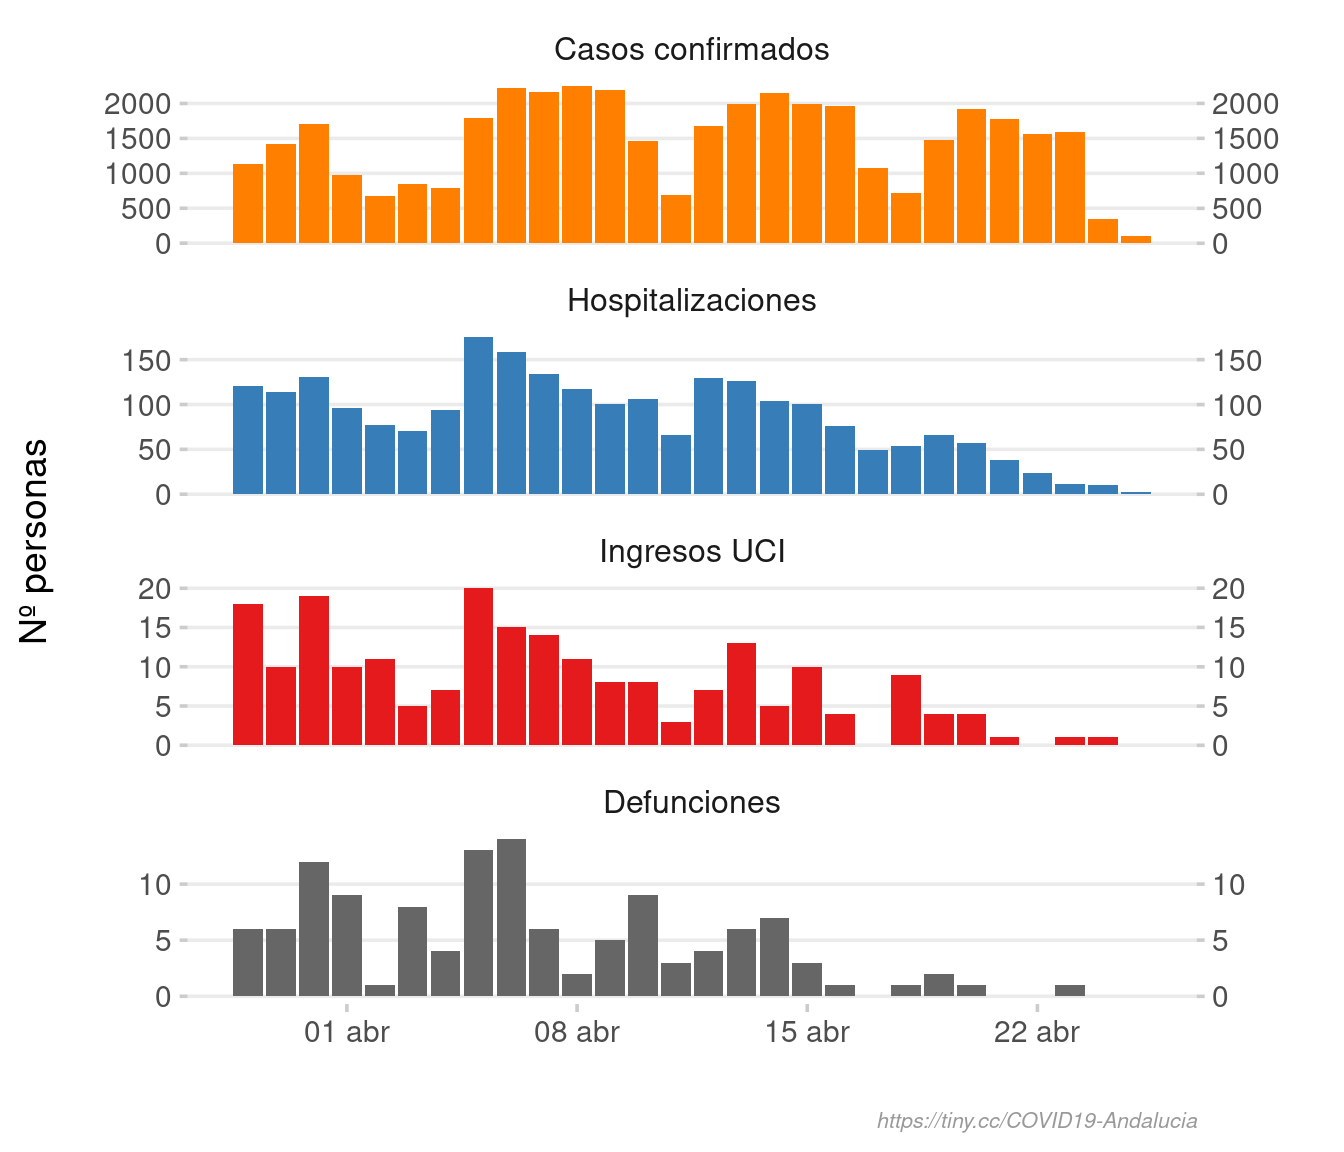 Casos confirmados
2000 2000
1500 1500
1000 1000
500 500
0 0
Hospitalizaciones
150 150
100 100
50 50
0 0
Nº personas
Ingresos UCI
20 20
15 15
10 10
5 5
0 0
Defunciones
10 10
5 5
0 0
01 abr 08 abr 15 abr 22 abr
https://tiny.cc/COVID19-Andalucia